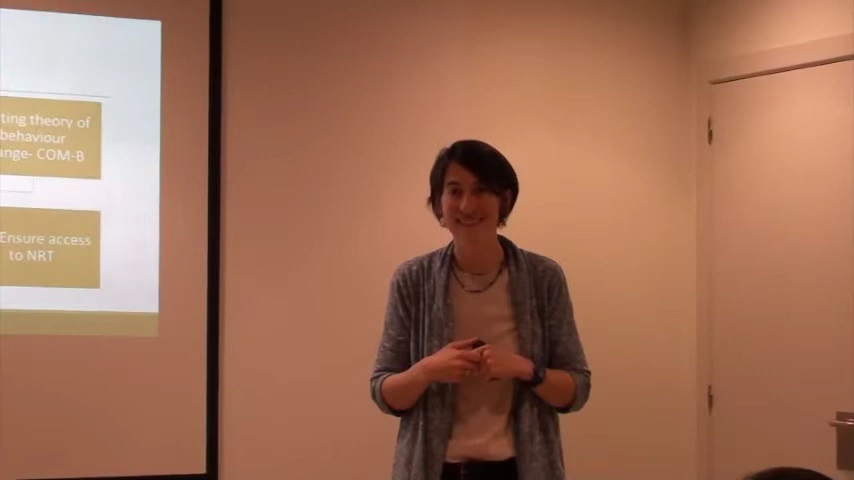 ting theory of
behaviour
ange- COM-B
Ensure access
to NRT